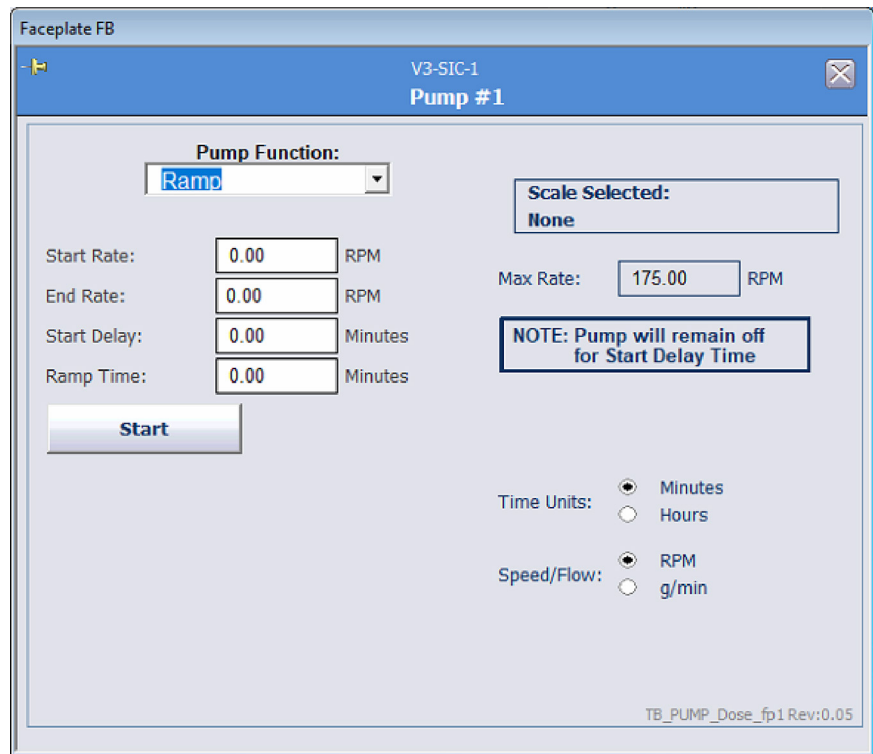 Faceplate FB
V3-SIC-1
Pump #1
Pump Function:
Ramp
Scale Selected:
None
Start Rate: 0.00 RPM
End Rate: 0.00 RPM
Start Delay: 0.00 Minutes
Ramp Time: 0.00 Minutes
Start
Max Rate: 175.00 RPM
NOTE: Pump will remain off
for Start Delay Time
Time Units:
Minutes
Hours
Speed/Flow:
RPM
g/min
TB_PUMP_Dose_fp1 Rev:0.05